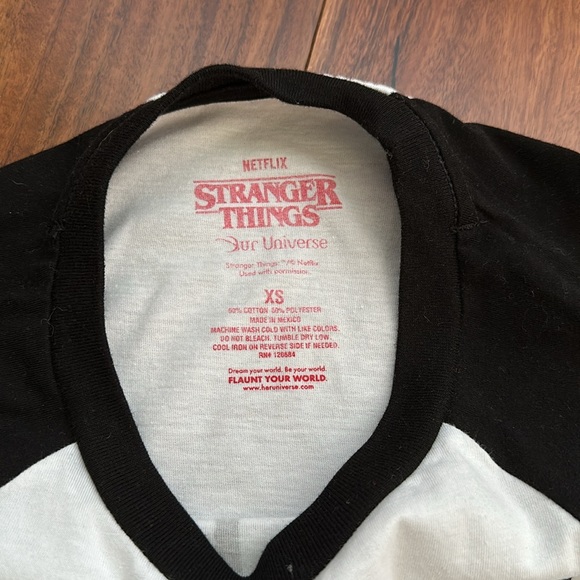 NETFLIX
STRANGER
THINGS
Our Universe
Stranger Things ™/© Netflix.
Used with permission.
XS
50% COTTON 50% POLYESTER
MADE IN MEXICO
MACHINE WASH COLD WITH LIKE COLORS.
DO NOT BLEACH. TUMBLE DRY LOW.
COOL IRON ON REVERSE SIDE IF NEEDED.
RN# 126684
Dream your world. Be your world.
FLAUNT YOUR WORLD.
www.heruniverse.com